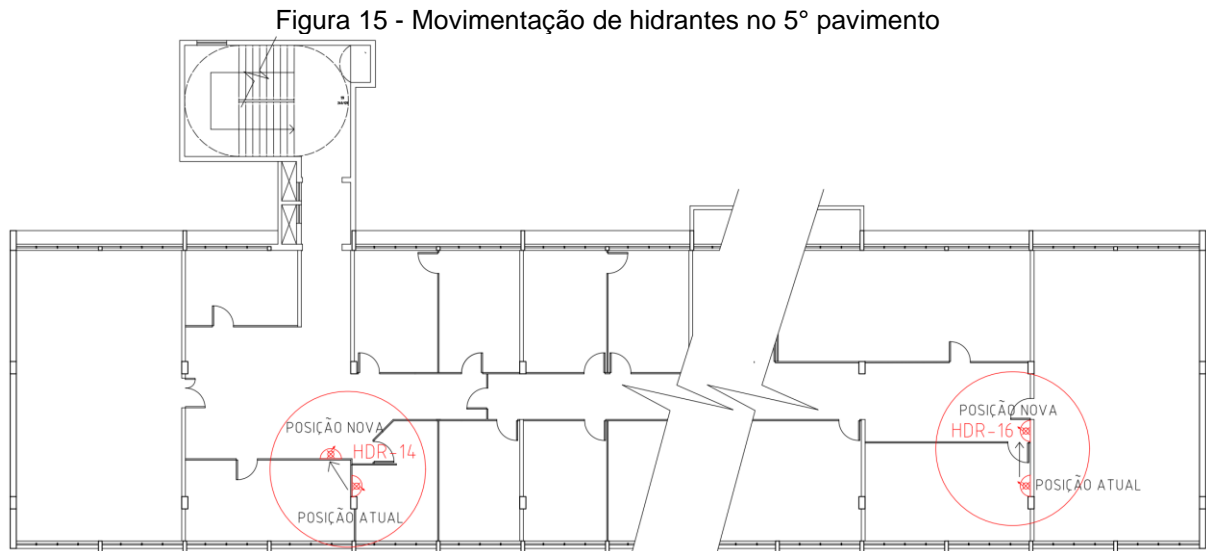 Figura 15 - Movimentação de hidrantes no 5° pavimento
POSIÇÃO NOVA
HDR-14
POSIÇÃO ATUAL
POSIÇÃO NOVA
HDR-16
POSIÇÃO ATUAL